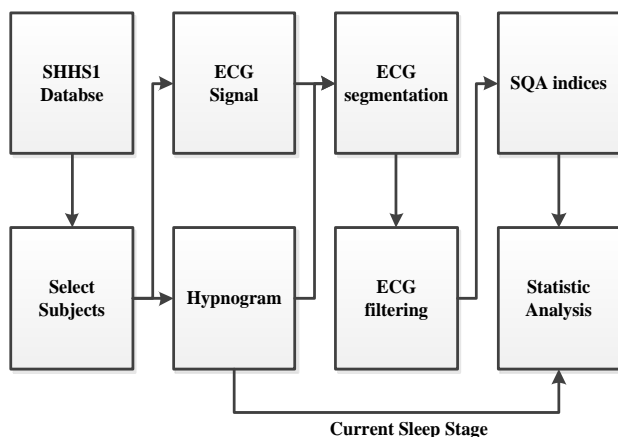 SHHS1
Databse
ECG
Signal
ECG
segmentation
SQA indices
Select
Subjects
Hypnogram
ECG
filtering
Statistic
Analysis
Current Sleep Stage